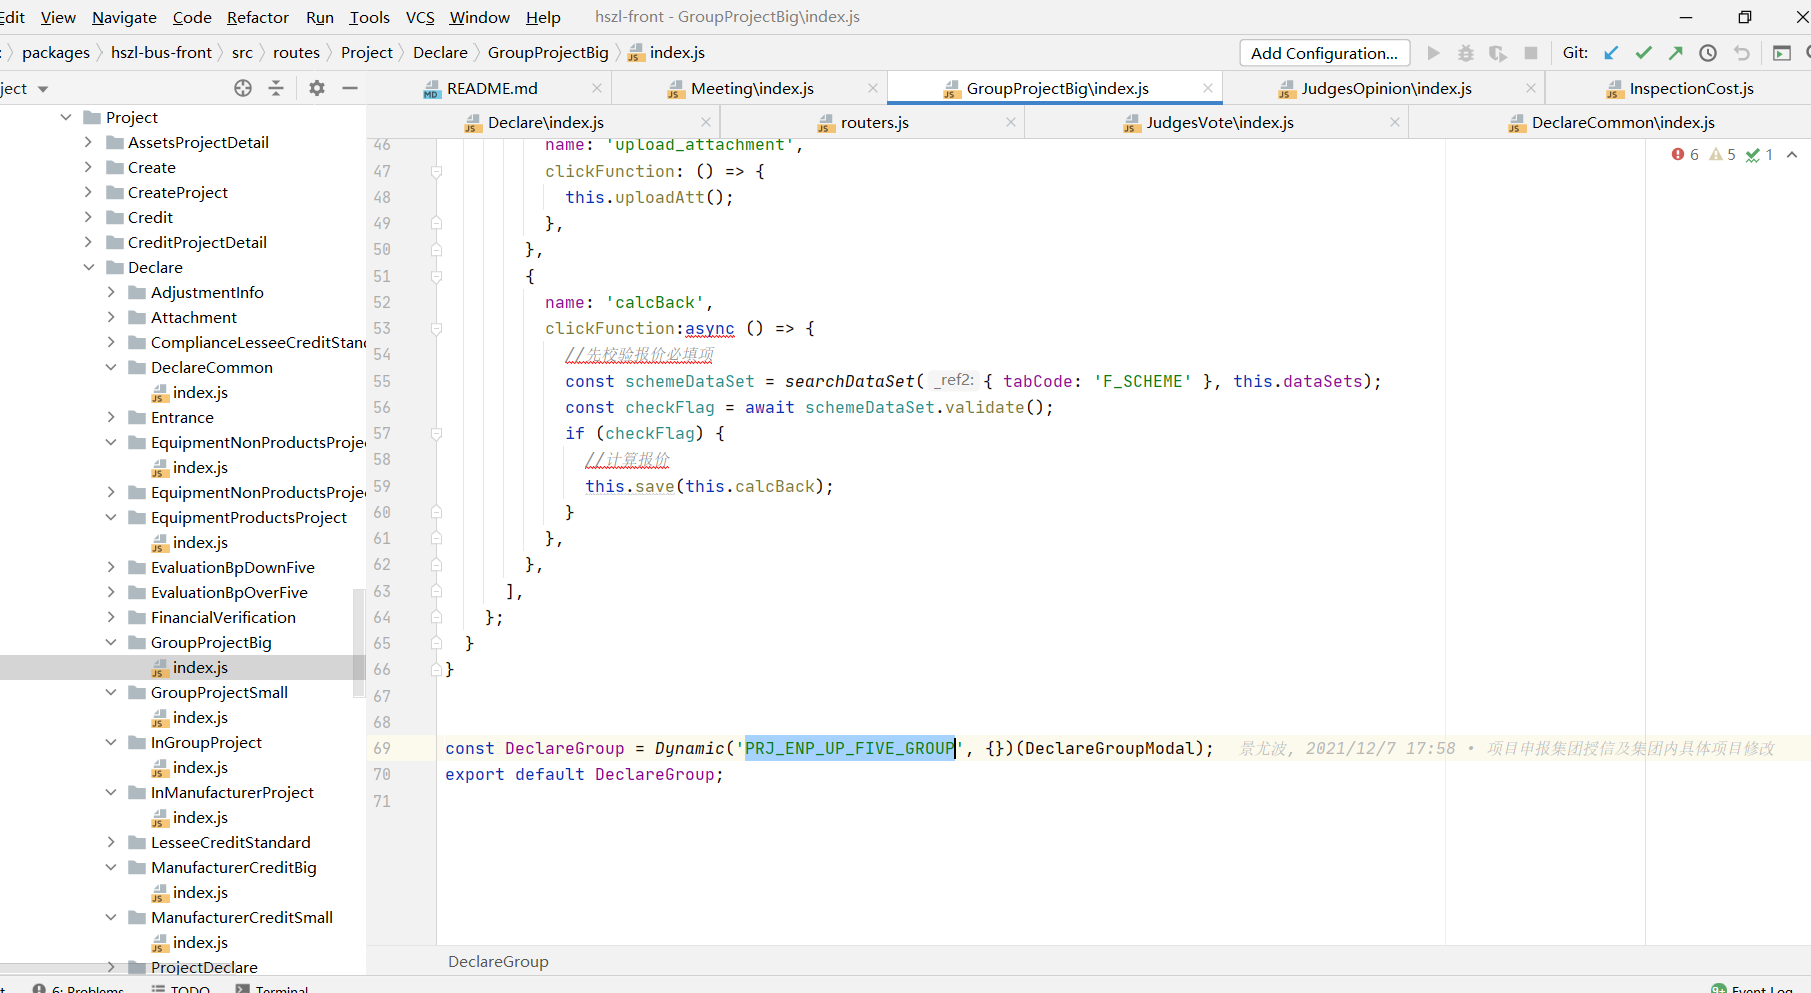 Edit View Navigate Code Refactor Run Tools VCS Window Help hszl-front - GroupProjectBig\index.js
packages hszl-bus-front src routes Project Declare GroupProjectBig index.js Add Configuration... Git:
ject README.md Meeting\index.js GroupProjectBig\index.js JudgesOpinion\index.js InspectionCost.js
Declare\index.js routers.js JudgesVote\index.js DeclareCommon\index.js
Project
AssetsProjectDetail
Create
CreateProject
Credit
CreditProjectDetail
Declare
AdjustmentInfo
Attachment
ComplianceLesseeCreditStand
DeclareCommon
index.js
Entrance
EquipmentNonProductsProje
index.js
EquipmentNonProductsProje
EquipmentProductsProject
index.js
EvaluationBpDownFive
EvaluationBpOverFive
FinancialVerification
GroupProjectBig
index.js
GroupProjectSmall
index.js
InGroupProject
index.js
InManufacturerProject
index.js
LesseeCreditStandard
ManufacturerCreditBig
index.js
ManufacturerCreditSmall
index.js
ProjectDeclare
6 5 1
46 name: 'upload_attachment',
47 clickFunction: () => {
48 this.uploadAtt();
49 },
50 },
51 {
52 name: 'calcBack',
53 clickFunction:async () => {
54 //先校验报价必填项
55 const schemeDataSet = searchDataSet( _ref2: { tabCode: 'F_SCHEME' }, this.dataSets);
56 const checkFlag = await schemeDataSet.validate();
57 if (checkFlag) {
58 //计算报价
59 this.save(this.calcBack);
60 }
61 },
62 },
63 ],
64 };
65 }
66 }
67
68
69 const DeclareGroup = Dynamic('PRJ_ENP_UP_FIVE_GROUP', {})(DeclareGroupModal); 景尤波, 2021/12/7 17:58 • 项目申报集团授信及集团内具体项目修改
70 export default DeclareGroup;
71
DeclareGroup
6: Problems TODO Terminal Event Log